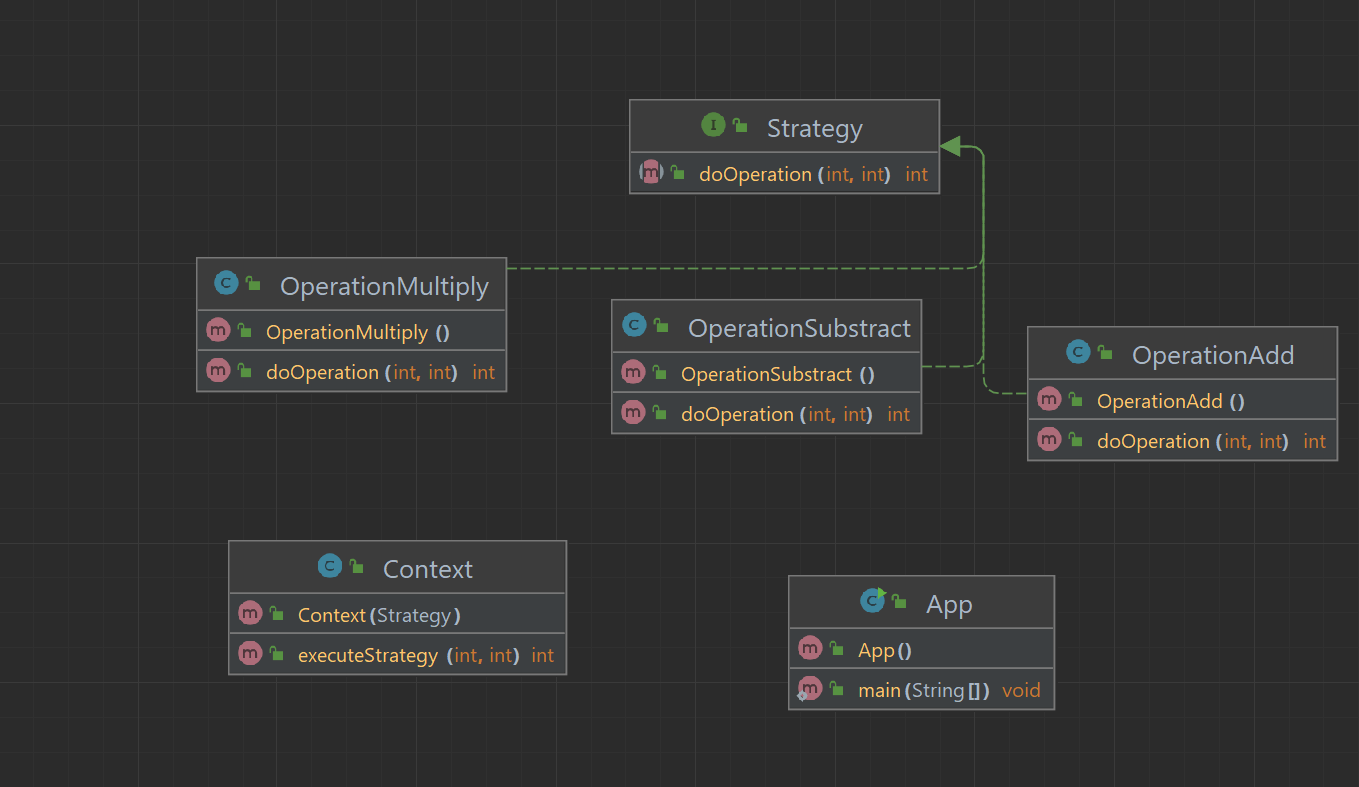 Strategy
doOperation (int, int) int
OperationMultiply
OperationMultiply ()
doOperation (int, int) int
OperationSubstract
OperationSubstract ()
doOperation (int, int) int
OperationAdd
OperationAdd ()
doOperation (int, int) int
Context
Context(Strategy)
executeStrategy (int, int) int
App
App()
main(String[]) void